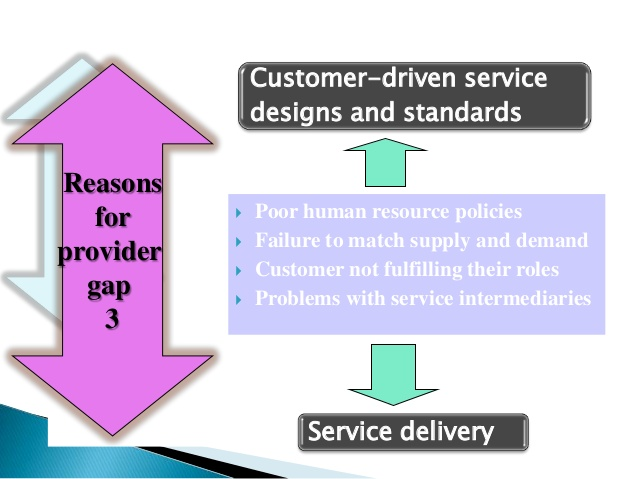 Customer-driven service
designs and standards
Reasons
for
provider
gap
3
Poor human resource policies
Failure to match supply and demand
Customer not fulfilling their roles
Problems with service intermediaries
Service delivery